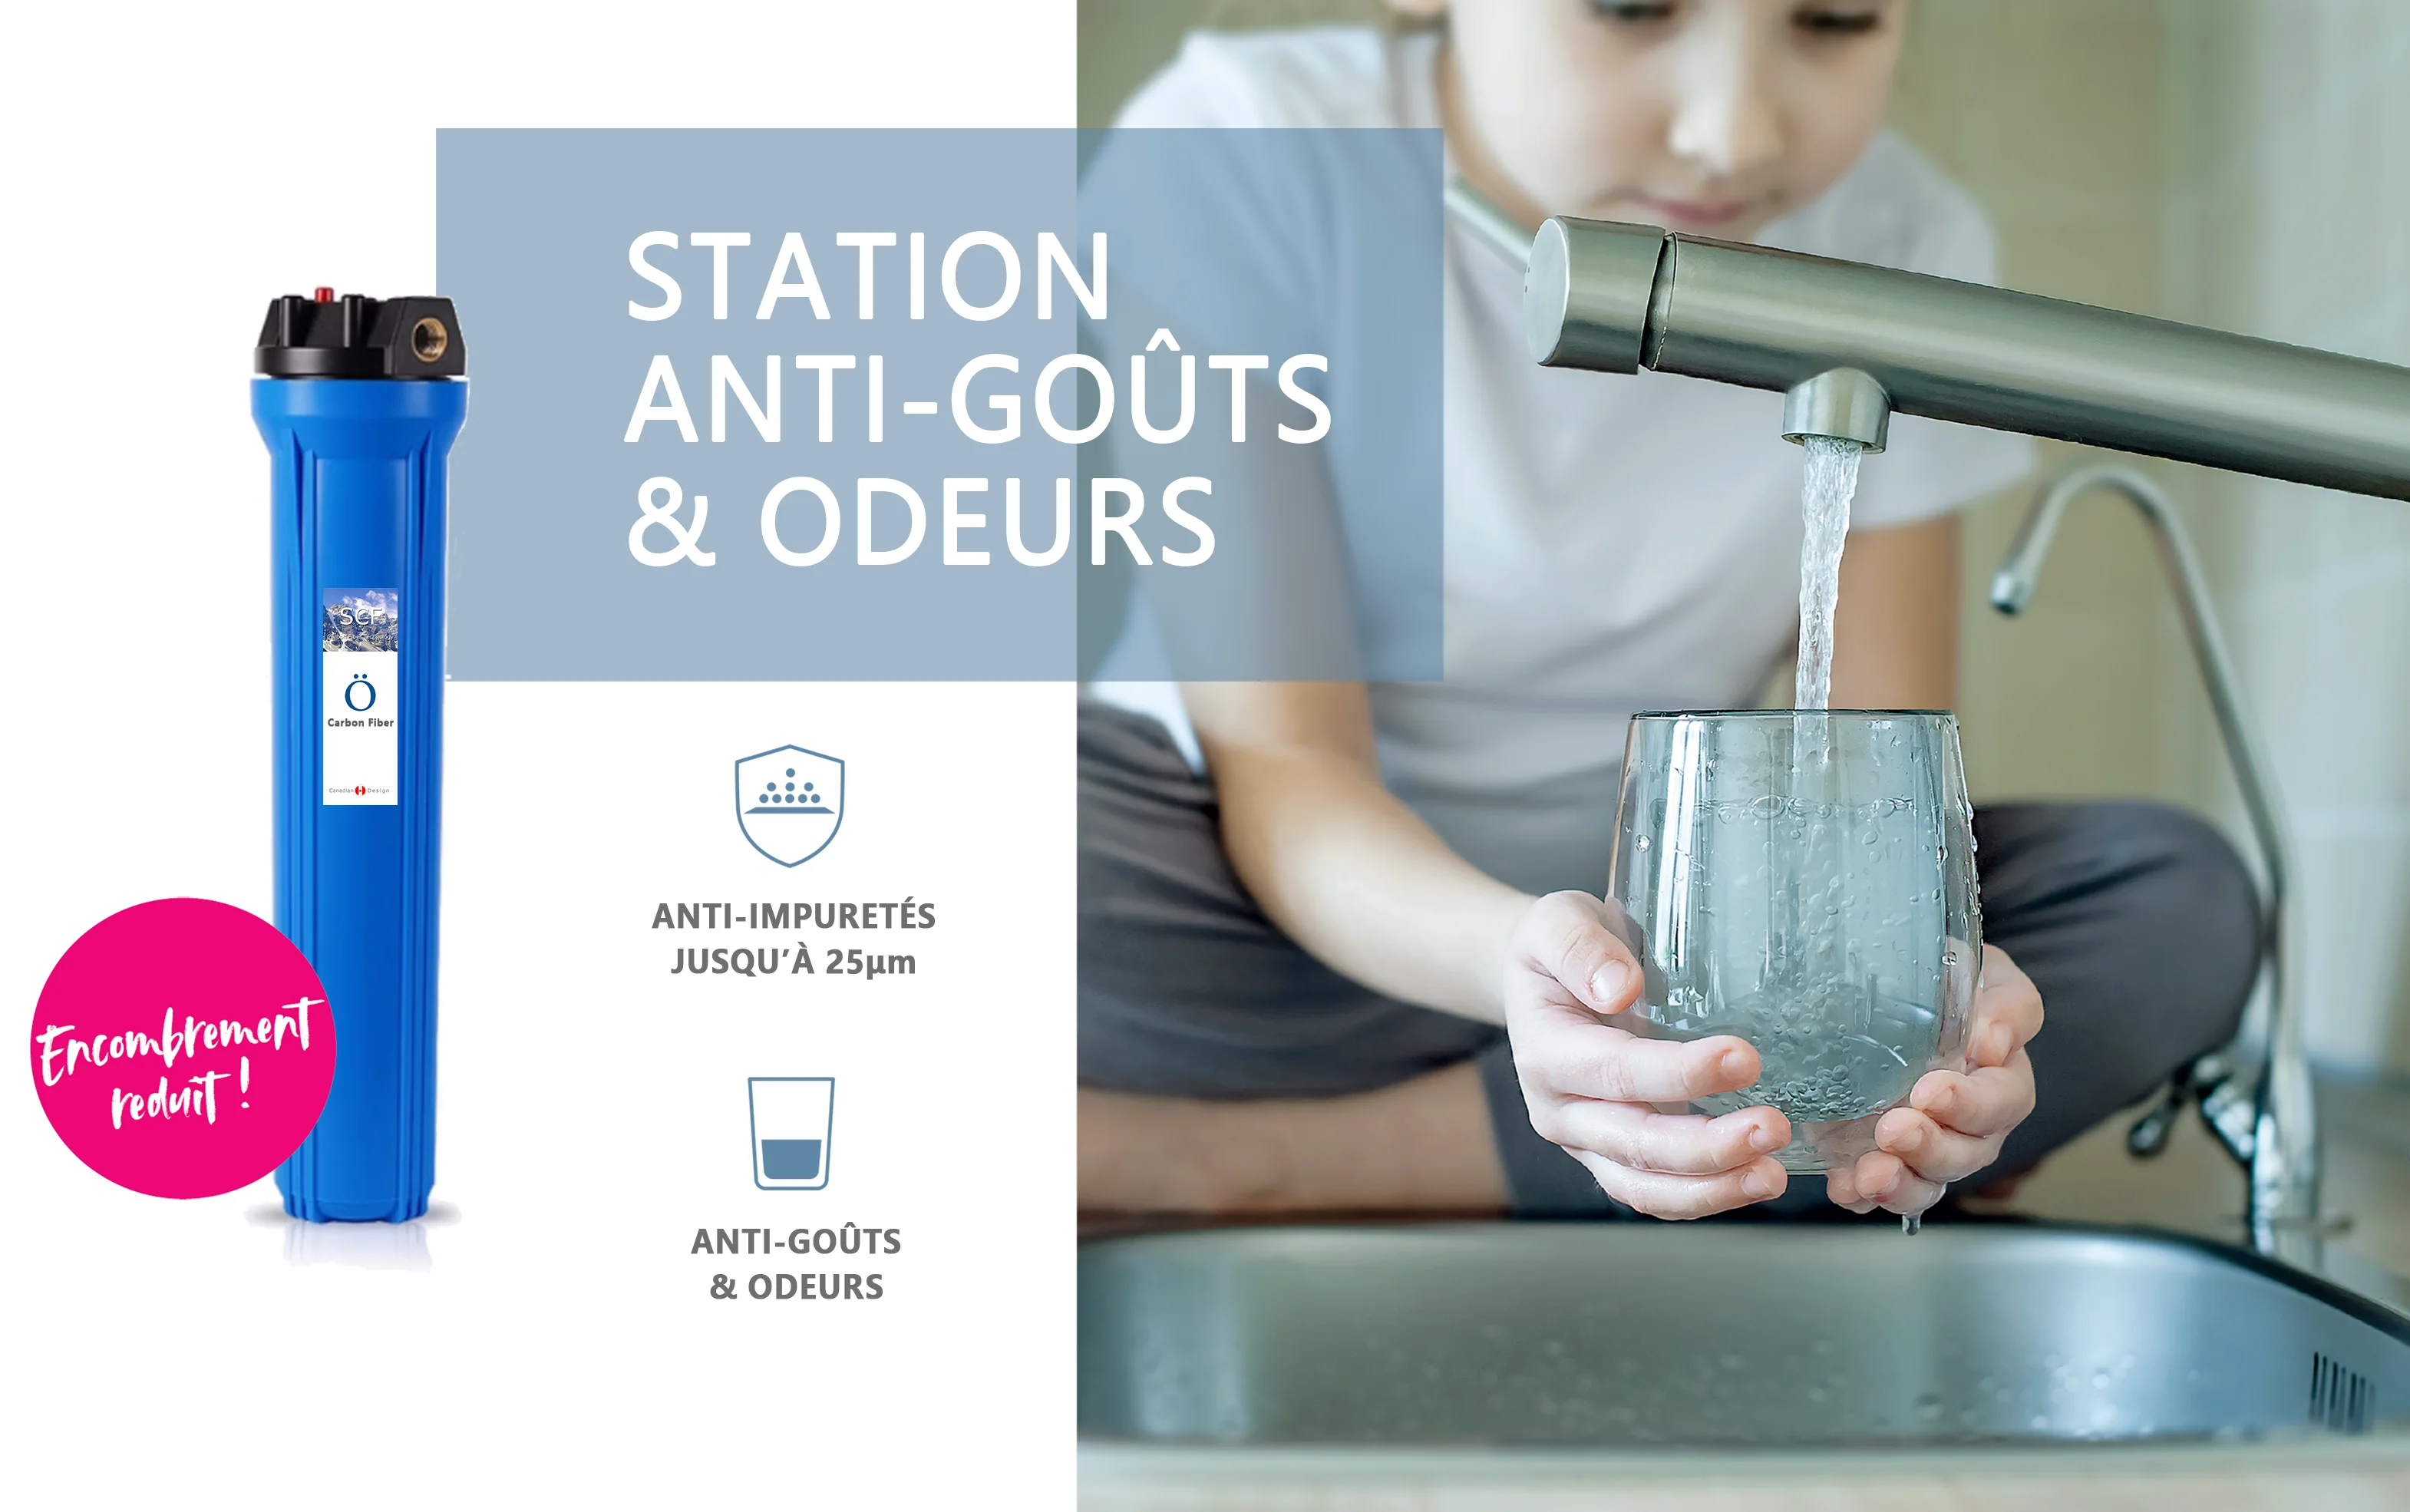 STATION
ANTI-GOÛTS
& ODEURS
SCF
Ö
Carbon Fiber
Canadian Design
ANTI-IMPURETÉS
JUSQU’À 25µm
Encombrement
reduit !
ANTI-GOÛTS
& ODEURS